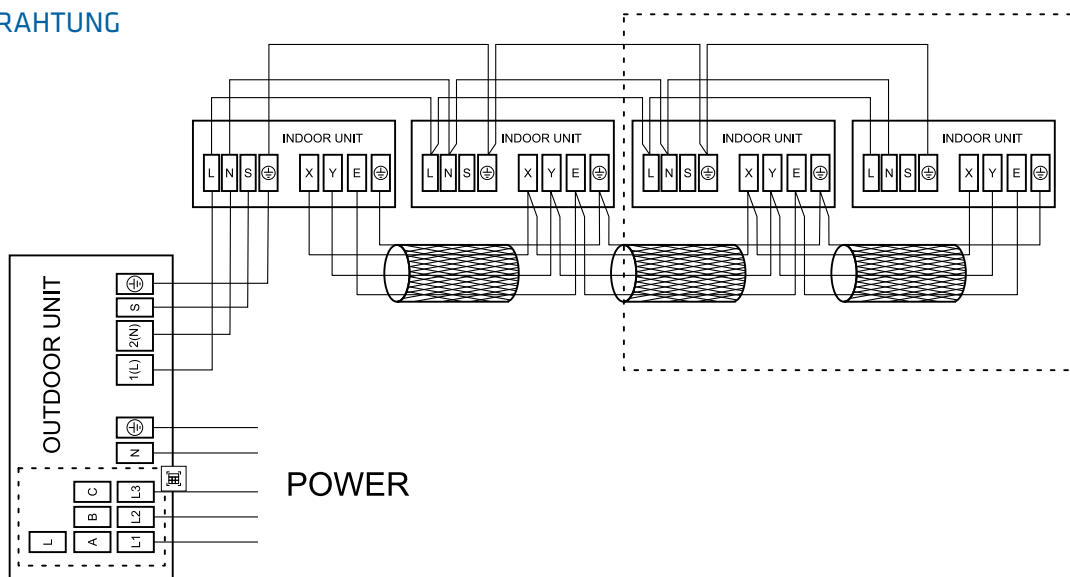 RAHTUNG
INDOOR UNIT
L N S X Y E
INDOOR UNIT
L N S X Y E
INDOOR UNIT
L N S X Y E
INDOOR UNIT
L N S X Y E
OUTDOOR UNIT
S
2(N)
1(L)
N
POWER
C L3
B L2
L A L1